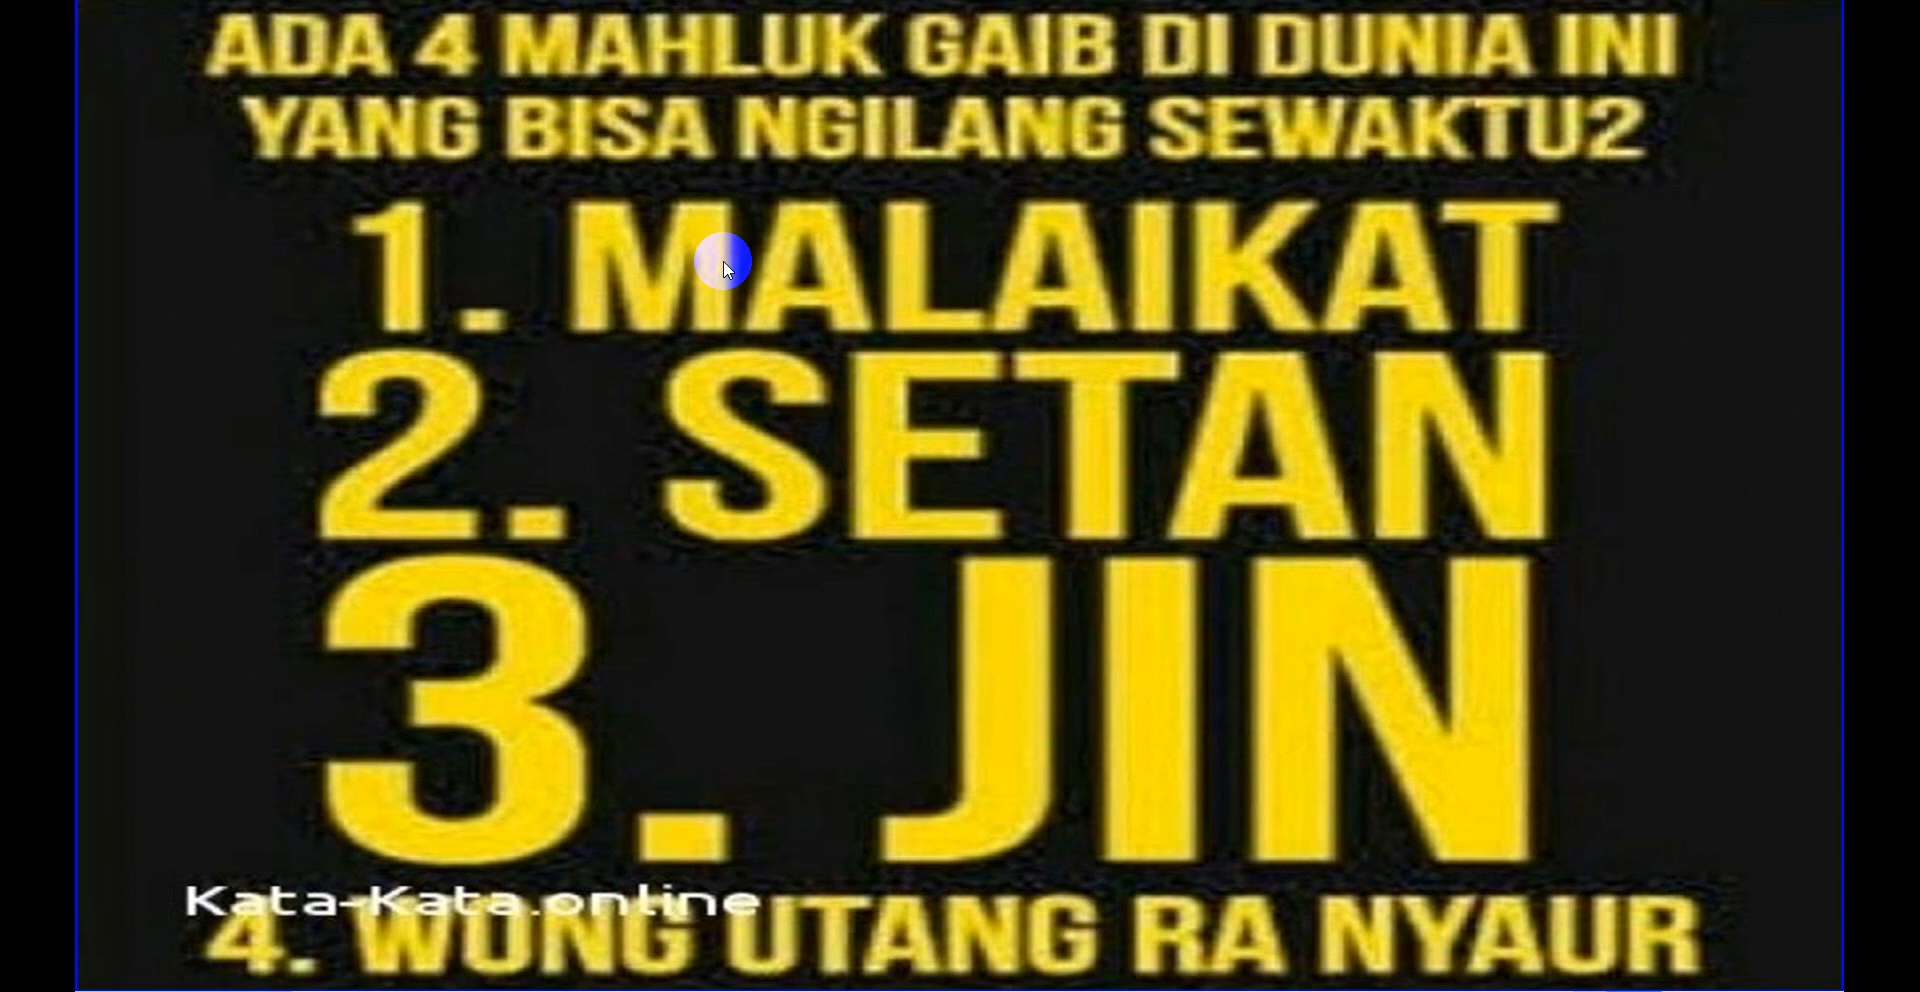 ADA 4 MAHLUK GAIB DI DUNIA INI
YANG BISA NGILANG SEWAKTU2
1. MALAIKAT
2. SETAN
3. JIN
Kata-Kata.online
4. WONG UTANG RA NYAUR